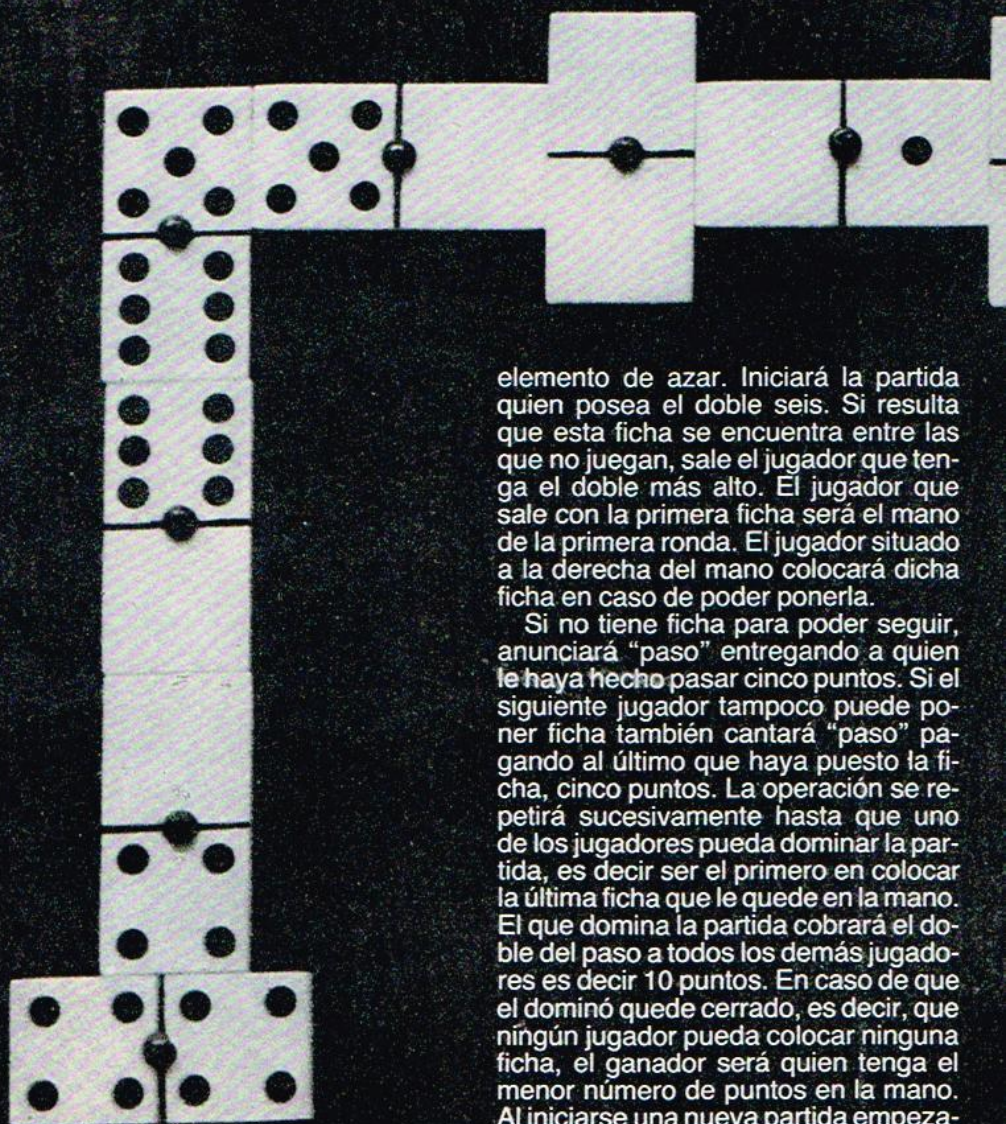 elemento de azar. Iniciará la partida
quien posea el doble seis. Si resulta
que esta ficha se encuentra entre las
que no juegan, sale el jugador que ten-
ga el doble más alto. El jugador que
sale con la primera ficha será el mano
de la primera ronda. El jugador situado
a la derecha del mano colocará dicha
ficha en caso de poder ponerla.
Si no tiene ficha para poder seguir,
anunciará “paso” entregando a quien
le haya hecho pasar cinco puntos. Si el
siguiente jugador tampoco puede po-
ner ficha también cantará “paso” pa-
gando al último que haya puesto la fi-
cha, cinco puntos. La operación se re-
petirá sucesivamente hasta que uno
de los jugadores pueda dominar la par-
tida, es decir ser el primero en colocar
la última ficha que le quede en la mano.
El que domina la partida cobrará el do-
ble del paso a todos los demás jugado-
res es decir 10 puntos. En caso de que
el dominó quede cerrado, es decir, que
ningún jugador pueda colocar ninguna
ficha, el ganador será quien tenga el
menor número de puntos en la mano.
Al iniciarse una nueva partida empeza-